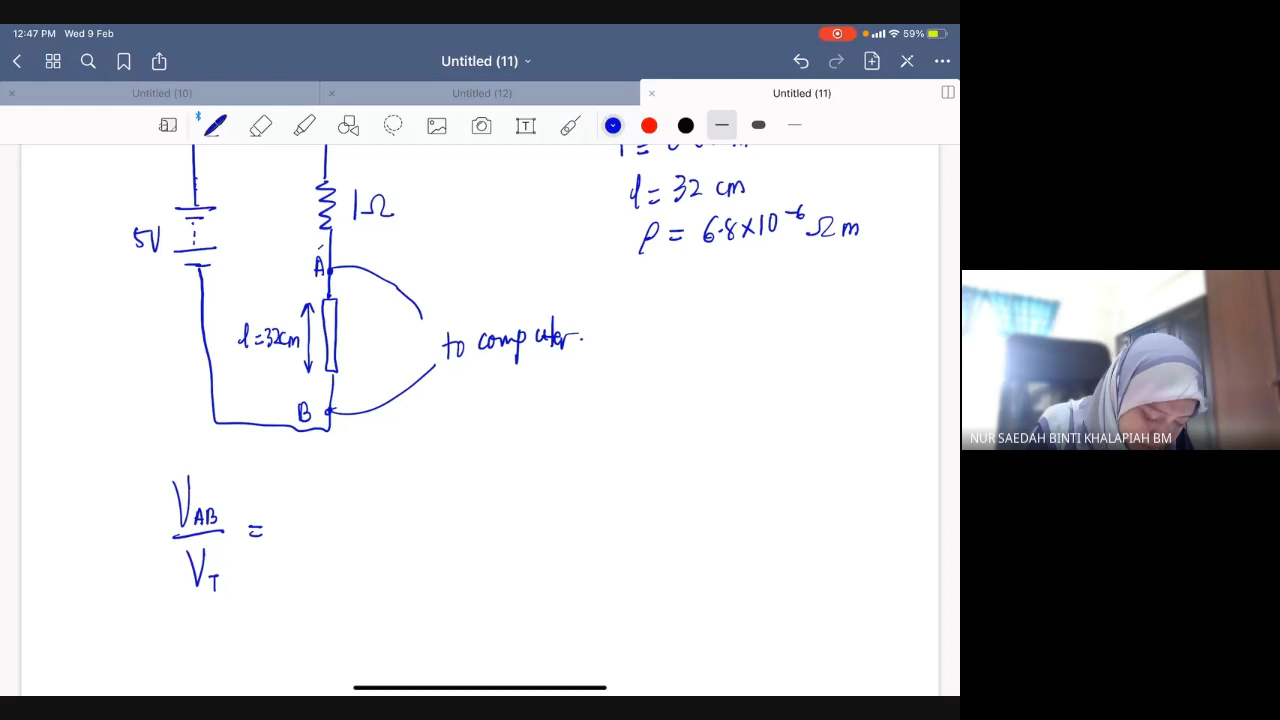 12:47 PM Wed 9 Feb
59%
Untitled (11)
Untitled (10)
Untitled (12)
Untitled (11)
T
l = 32 cm
1Ω
ρ = 6.8×10⁻⁶ Ω m
5V
A
l=32cm
to computer.
B
V_AB
=
V_T
NUR SAEDAH BINTI KHALAPIAH BM